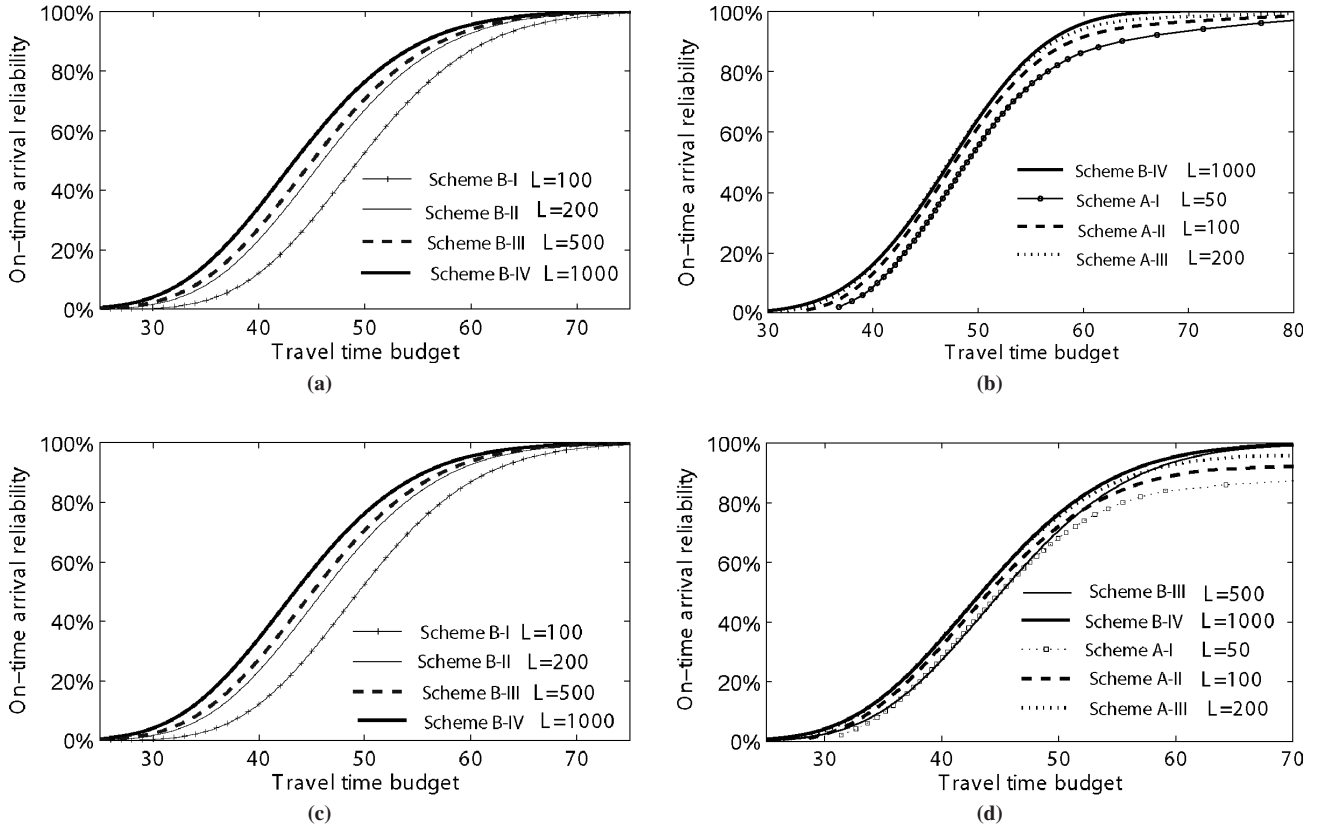 On-time arrival reliability
100%
80%
60%
40%
20%
0%
Scheme B-I L=100
Scheme B-II L=200
Scheme B-III L=500
Scheme B-IV L=1000
30 40 50 60 70
Travel time budget
(a)
On-time arrival reliability
100%
80%
60%
40%
20%
0%
Scheme B-IV L=1000
Scheme A-I L=50
Scheme A-II L=100
Scheme A-III L=200
30 40 50 60 70 80
Travel time budget
(b)
On-time arrival reliability
100%
80%
60%
40%
20%
0%
Scheme B-I L=100
Scheme B-II L=200
Scheme B-III L=500
Scheme B-IV L=1000
30 40 50 60 70
Travel time budget
(c)
On-time arrival reliability
100%
80%
60%
40%
20%
0%
Scheme B-III L=500
Scheme B-IV L=1000
Scheme A-I L=50
Scheme A-II L=100
Scheme A-III L=200
30 40 50 60 70
Travel time budget
(d)